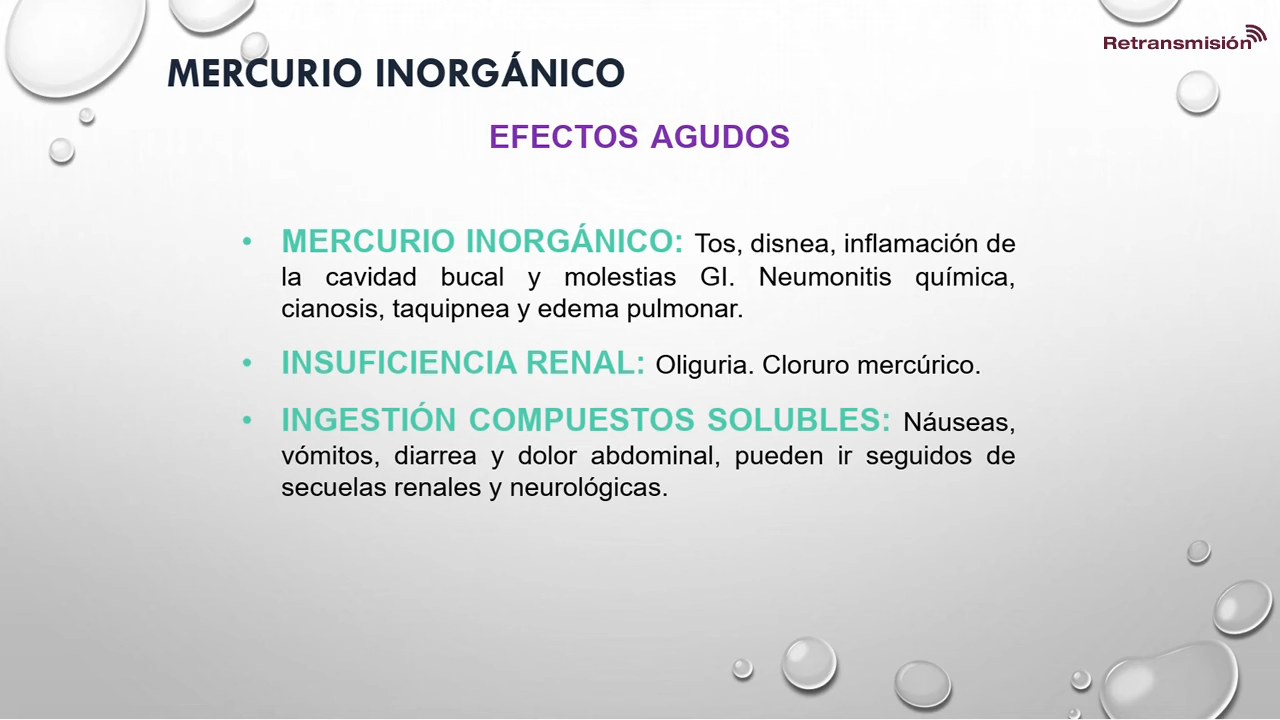 Retransmisión
MERCURIO INORGÁNICO
EFECTOS AGUDOS
• MERCURIO INORGÁNICO: Tos, disnea, inflamación de
la cavidad bucal y molestias GI. Neumonitis química,
cianosis, taquipnea y edema pulmonar.
• INSUFICIENCIA RENAL: Oliguria. Cloruro mercúrico.
• INGESTIÓN COMPUESTOS SOLUBLES: Náuseas,
vómitos, diarrea y dolor abdominal, pueden ir seguidos de
secuelas renales y neurológicas.